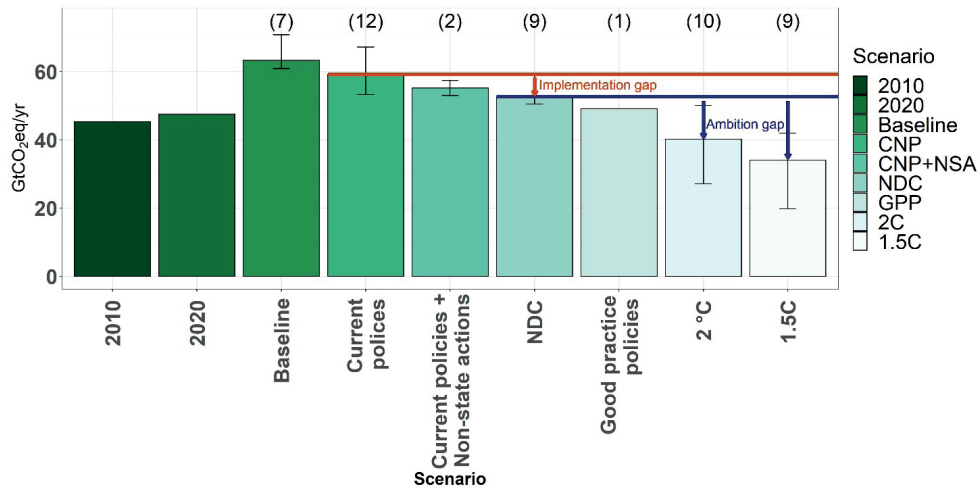 (7) (12) (2) (9) (1) (10) (9)
GtCO2eq/yr
60
40
20
0
Implementation gap
Ambition gap
2010
2020
Baseline
Current
polices
Current policies +
Non-state actions
NDC
Good practice
policies
2 °C
1.5C
Scenario
Scenario
2010
2020
Baseline
CNP
CNP+NSA
NDC
GPP
2C
1.5C